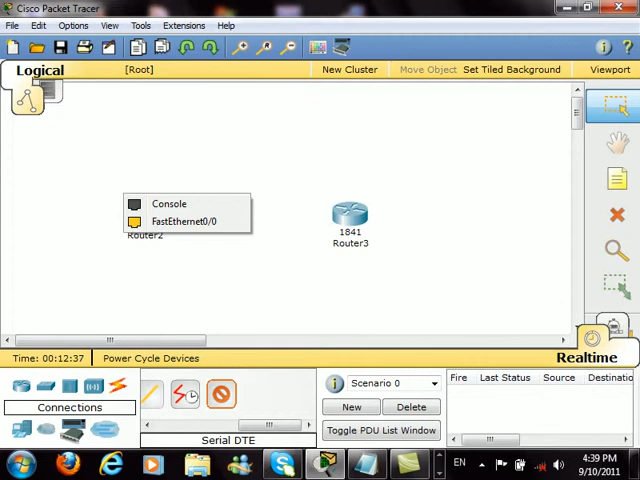 Cisco Packet Tracer
File Edit Options View Tools Extensions Help
Logical [Root] New Cluster Move Object Set Tiled Background Viewport
Console
FastEthernet0/0
Router2
1841
Router3
Time: 00:12:37 Power Cycle Devices Realtime
Scenario 0
Fire Last Status Source Destinatio
New Delete
Connections
Toggle PDU List Window
Serial DTE
EN
4:39 PM
9/10/2011